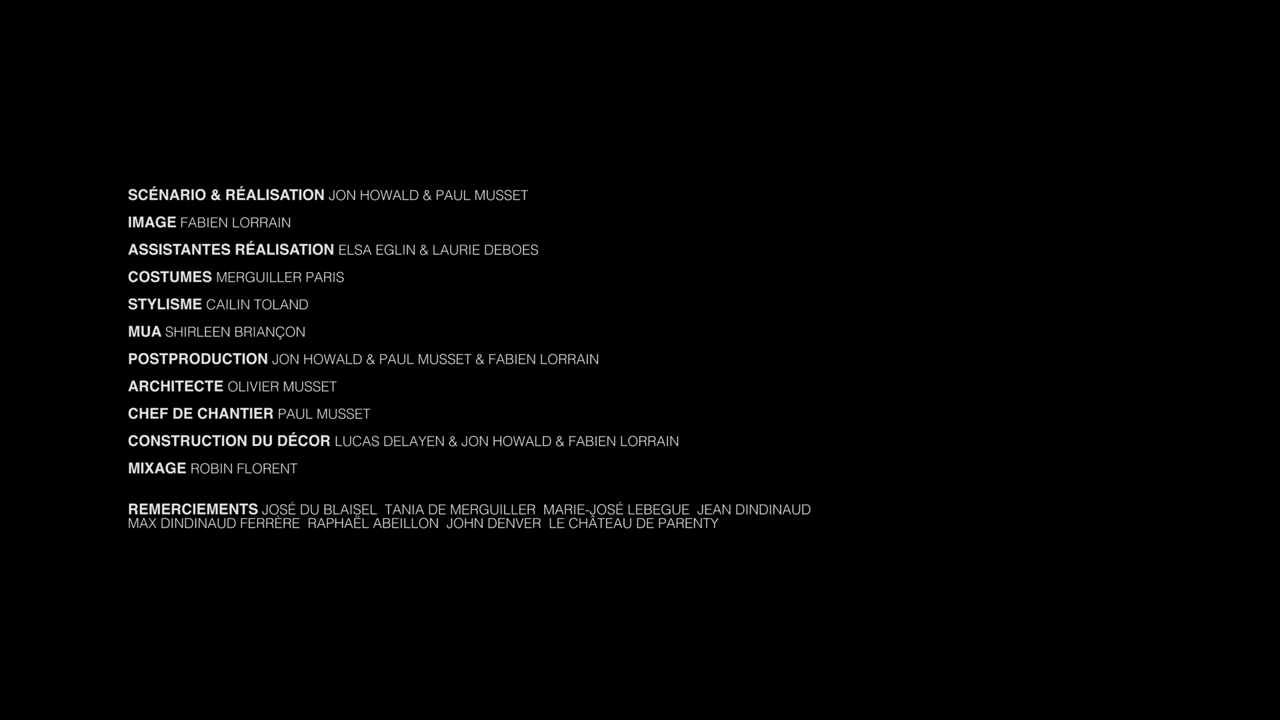 SCÉNARIO & RÉALISATION JON HOWALD & PAUL MUSSET
IMAGE FABIEN LORRAIN
ASSISTANTES RÉALISATION ELSA EGLIN & LAURIE DEBOES
COSTUMES MERGUILLER PARIS
STYLISME CAILIN TOLAND
MUA SHIRLEEN BRIANÇON
POSTPRODUCTION JON HOWALD & PAUL MUSSET & FABIEN LORRAIN
ARCHITECTE OLIVIER MUSSET
CHEF DE CHANTIER PAUL MUSSET
CONSTRUCTION DU DÉCOR LUCAS DELAYEN & JON HOWALD & FABIEN LORRAIN
MIXAGE ROBIN FLORENT
REMERCIEMENTS JOSÉ DU BLAISEL TANIA DE MERGUILLER MARIE-JOSÉ LEBEGUE JEAN DINDINAUD
MAX DINDINAUD FERRÈRE RAPHAËL ABEILLON JOHN DENVER LE CHÂTEAU DE PARENTY